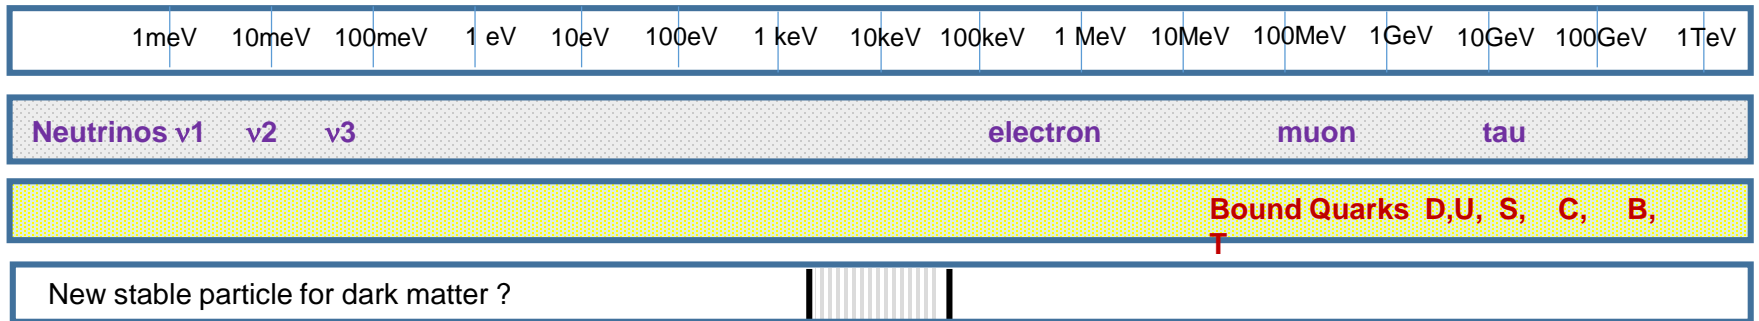 1meV 10meV 100meV 1 eV 10eV 100eV 1 keV 10keV 100keV 1 MeV 10MeV 100MeV 1GeV 10GeV 100GeV 1TeV
Neutrinos ν1 ν2 ν3 electron muon tau
Bound Quarks D,U, S, C, B,
T
New stable particle for dark matter ?